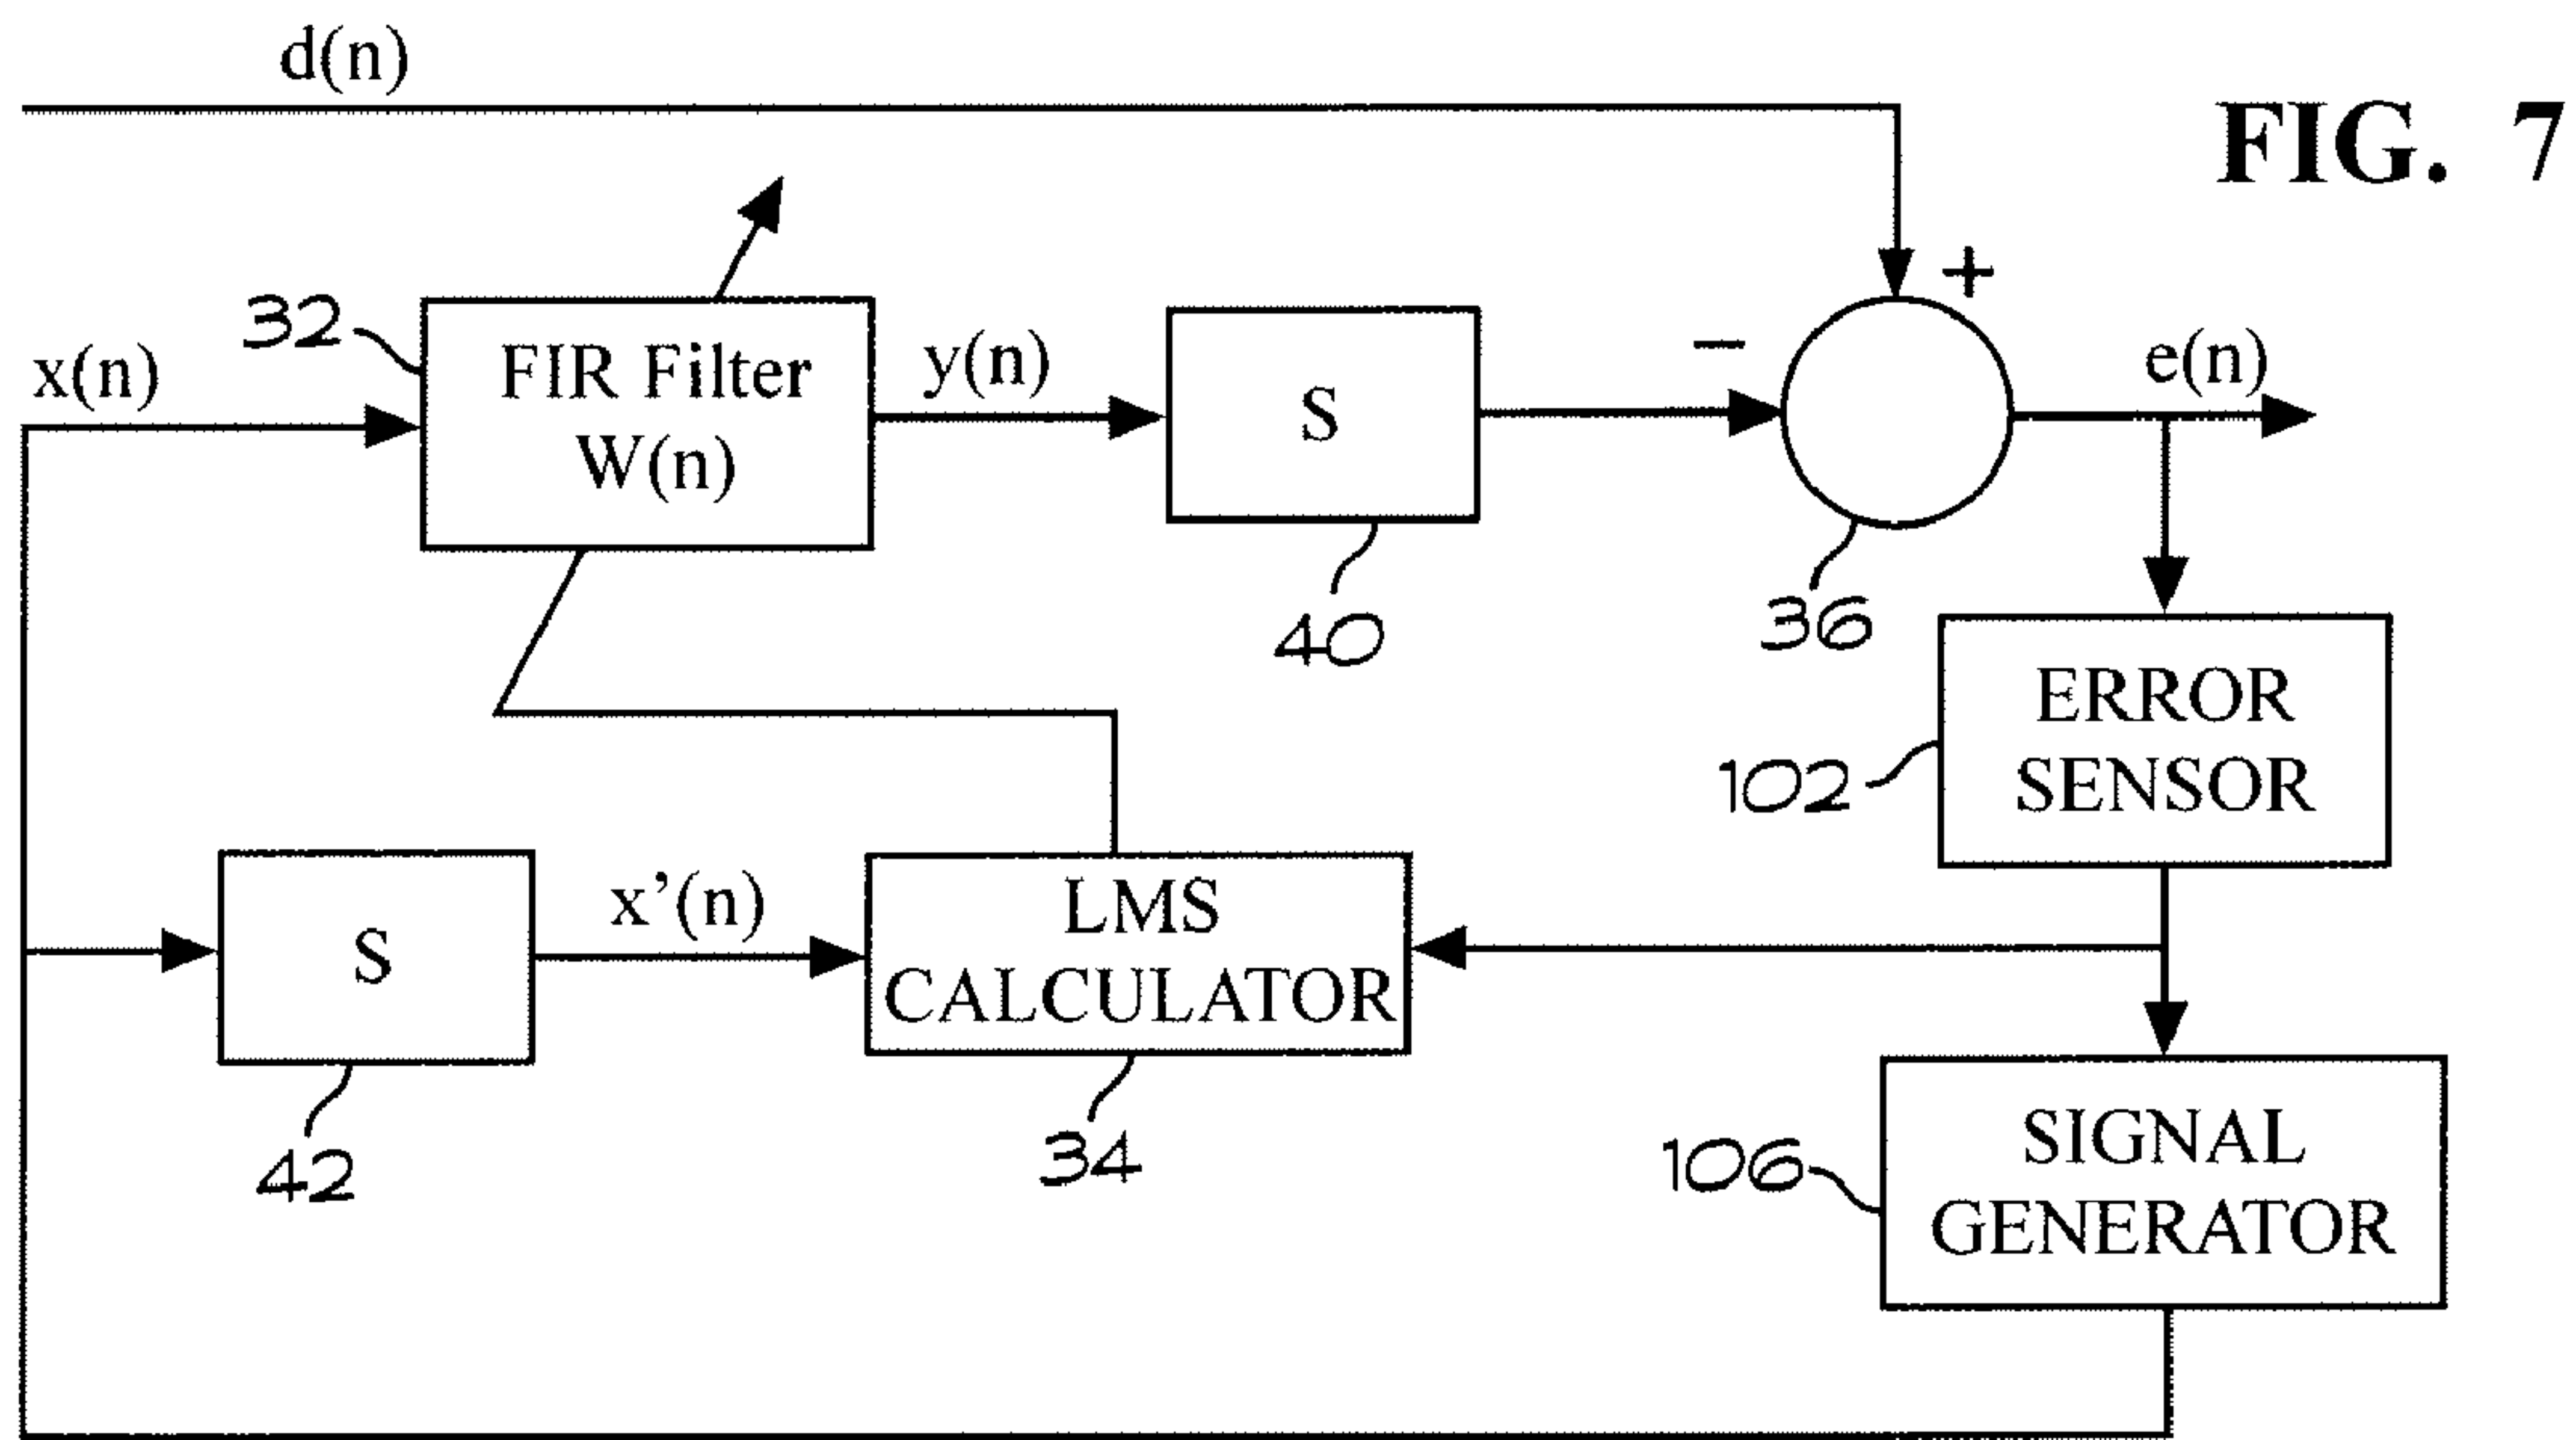 d(n)
FIG. 7
+
32
x(n)
FIR Filter
W(n)
y(n)
S
−
e(n)
40
36
ERROR
SENSOR
102
S
x’(n)
LMS
CALCULATOR
42
34
SIGNAL
GENERATOR
106